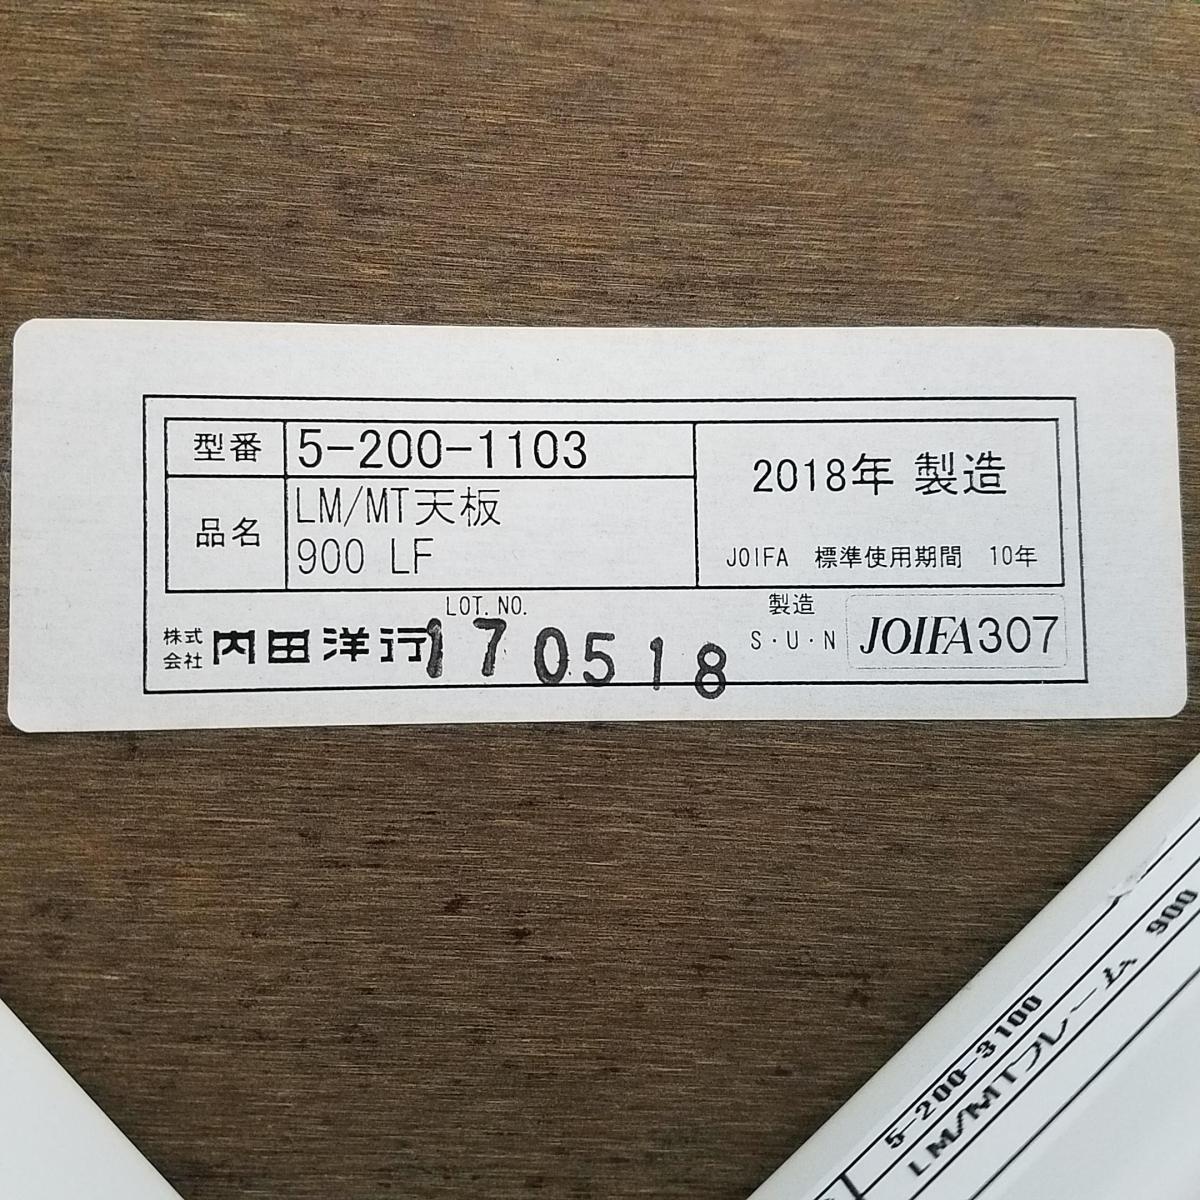 型番 5-200-1103
品名 LM/MT天板
900 LF
2018年 製造
JOIFA 標準使用期間 10年
LOT. NO.
170518
株式会社 内田洋行
製造
S・U・N
JOIFA307
5-200-3100
LM/MTフレーム 900